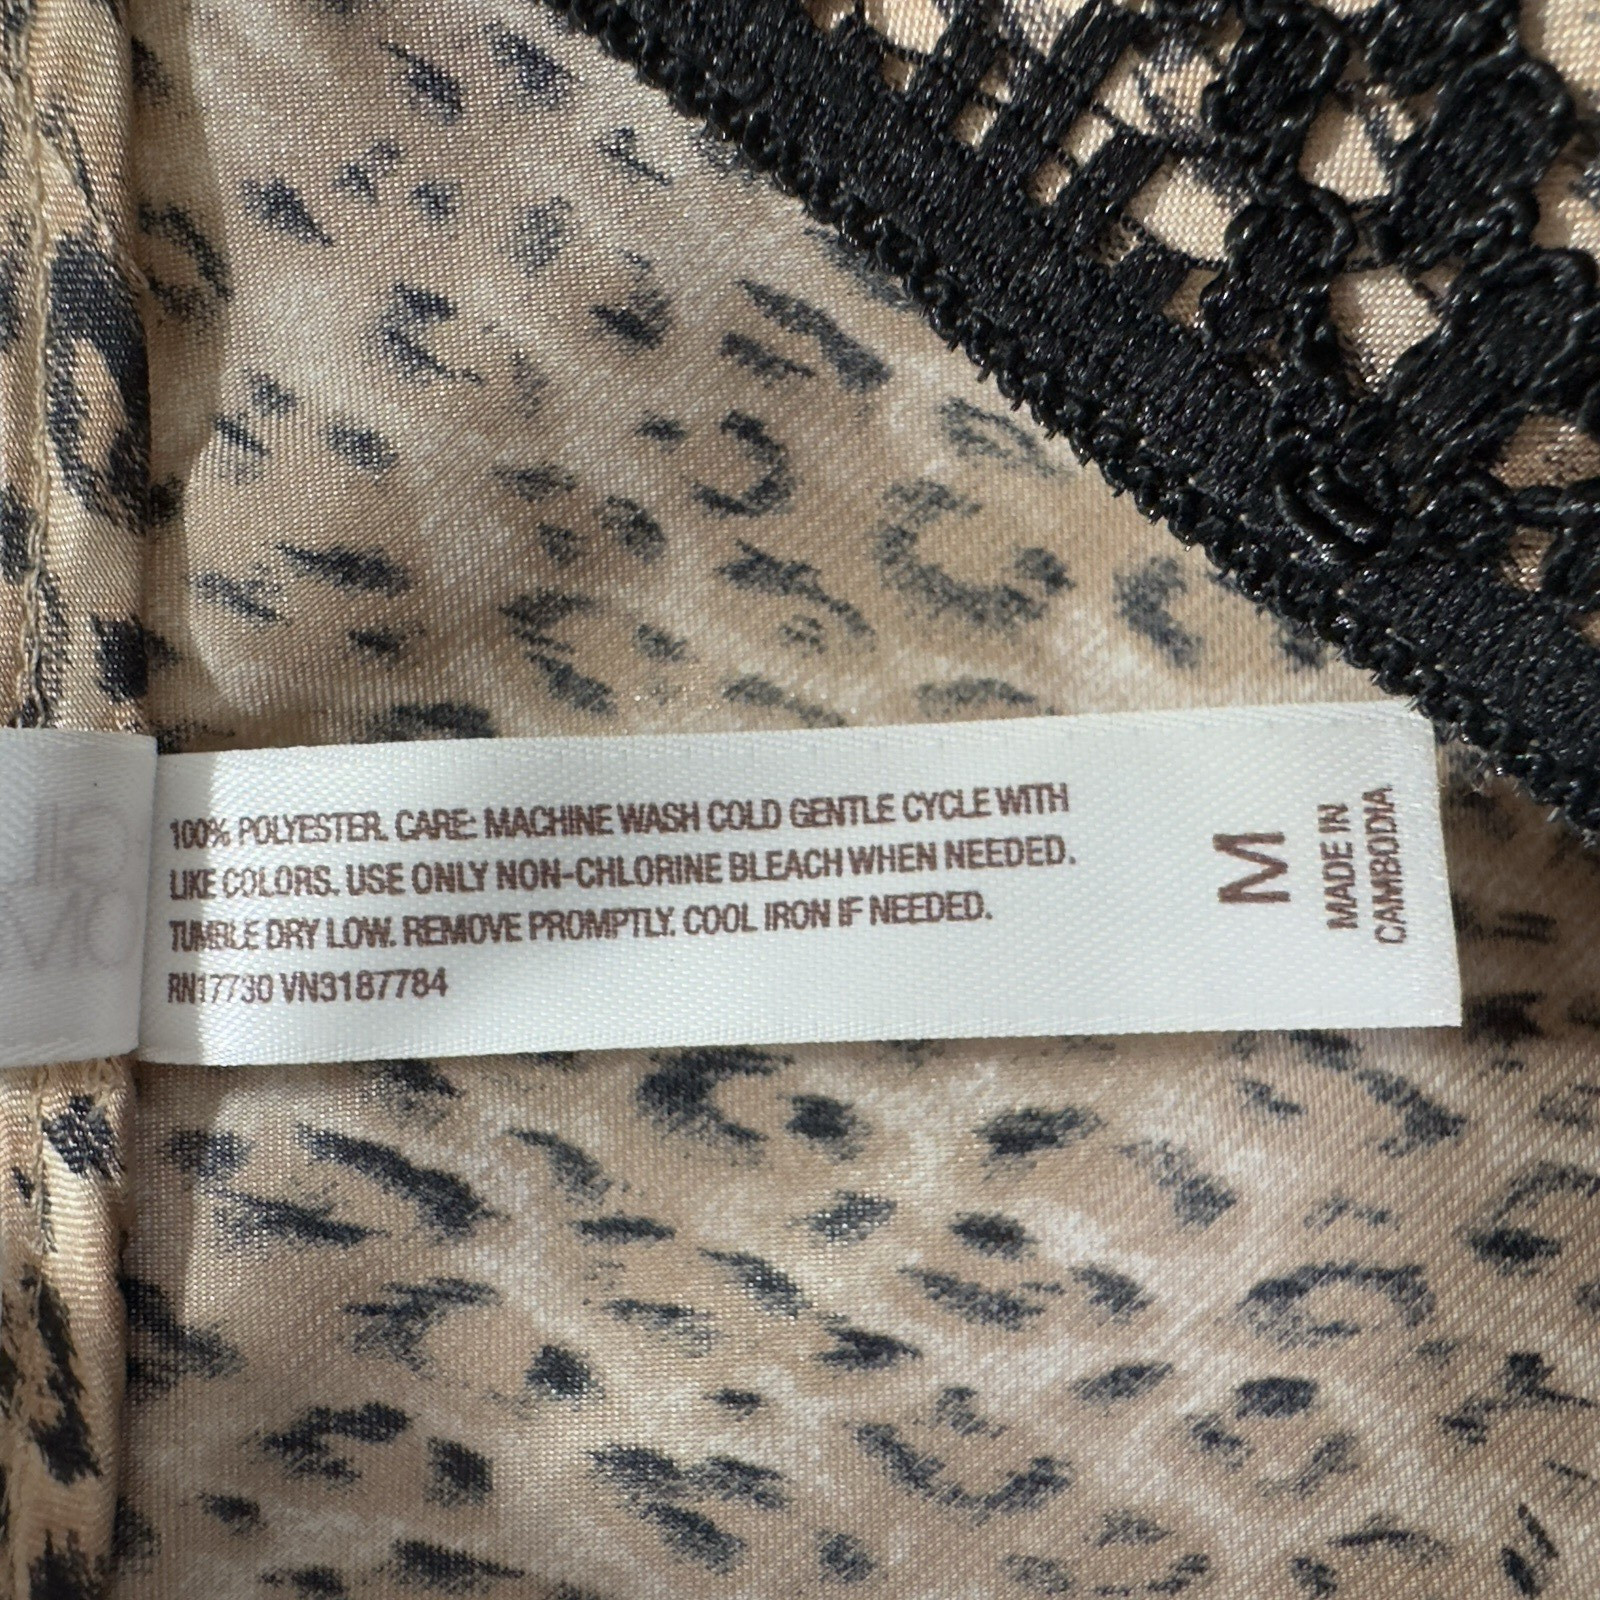 100% POLYESTER. CARE: MACHINE WASH COLD GENTLE CYCLE WITH
LIKE COLORS. USE ONLY NON-CHLORINE BLEACH WHEN NEEDED.
TUMBLE DRY LOW. REMOVE PROMPTLY. COOL IRON IF NEEDED.
RN17730 VN3187784
M
MADE IN
CAMBODIA